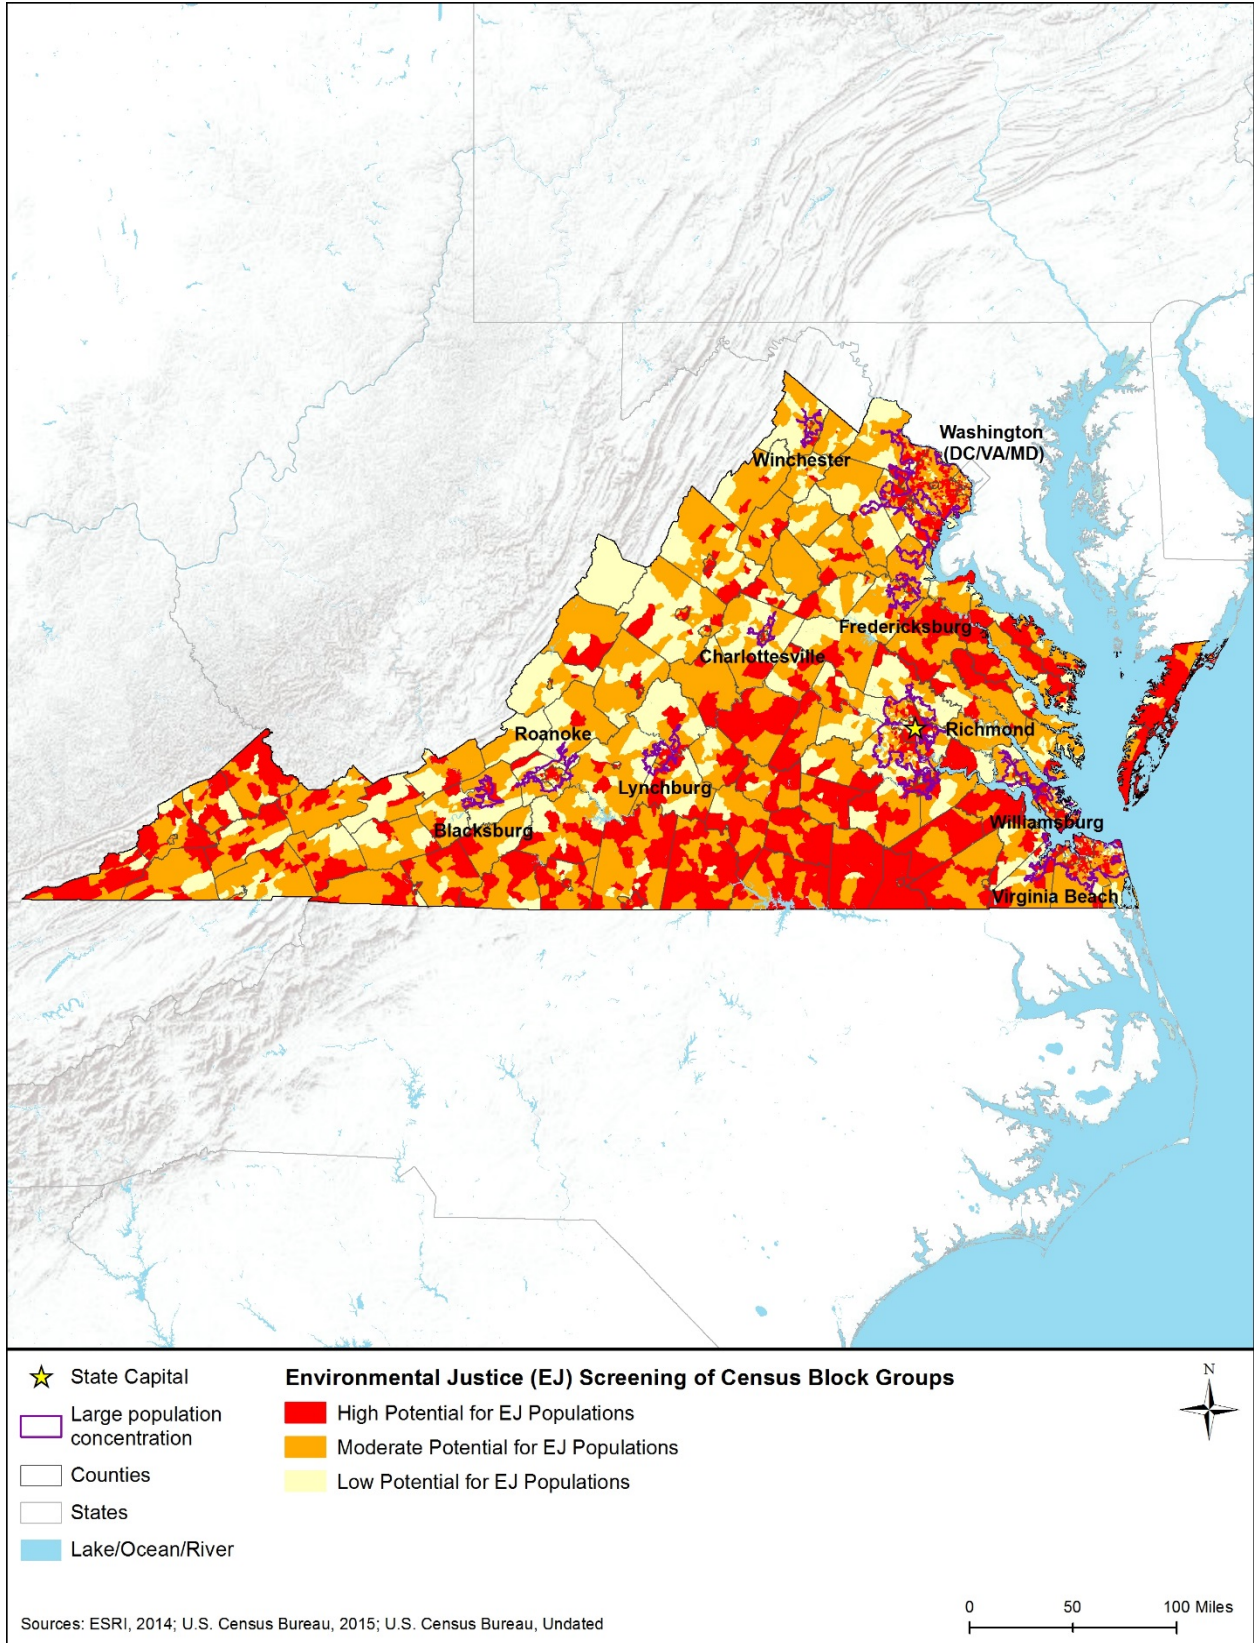 Washington
(DC/VA/MD)
Winchester
Fredericksburg
Charlottesville
Richmond
Roanoke
Lynchburg
Blacksburg
Williamsburg
Virginia Beach
State Capital
Large population
concentration
Counties
States
Lake/Ocean/River
Environmental Justice (EJ) Screening of Census Block Groups
High Potential for EJ Populations
Moderate Potential for EJ Populations
Low Potential for EJ Populations
N
Sources: ESRI, 2014; U.S. Census Bureau, 2015; U.S. Census Bureau, Undated
0 50 100 Miles